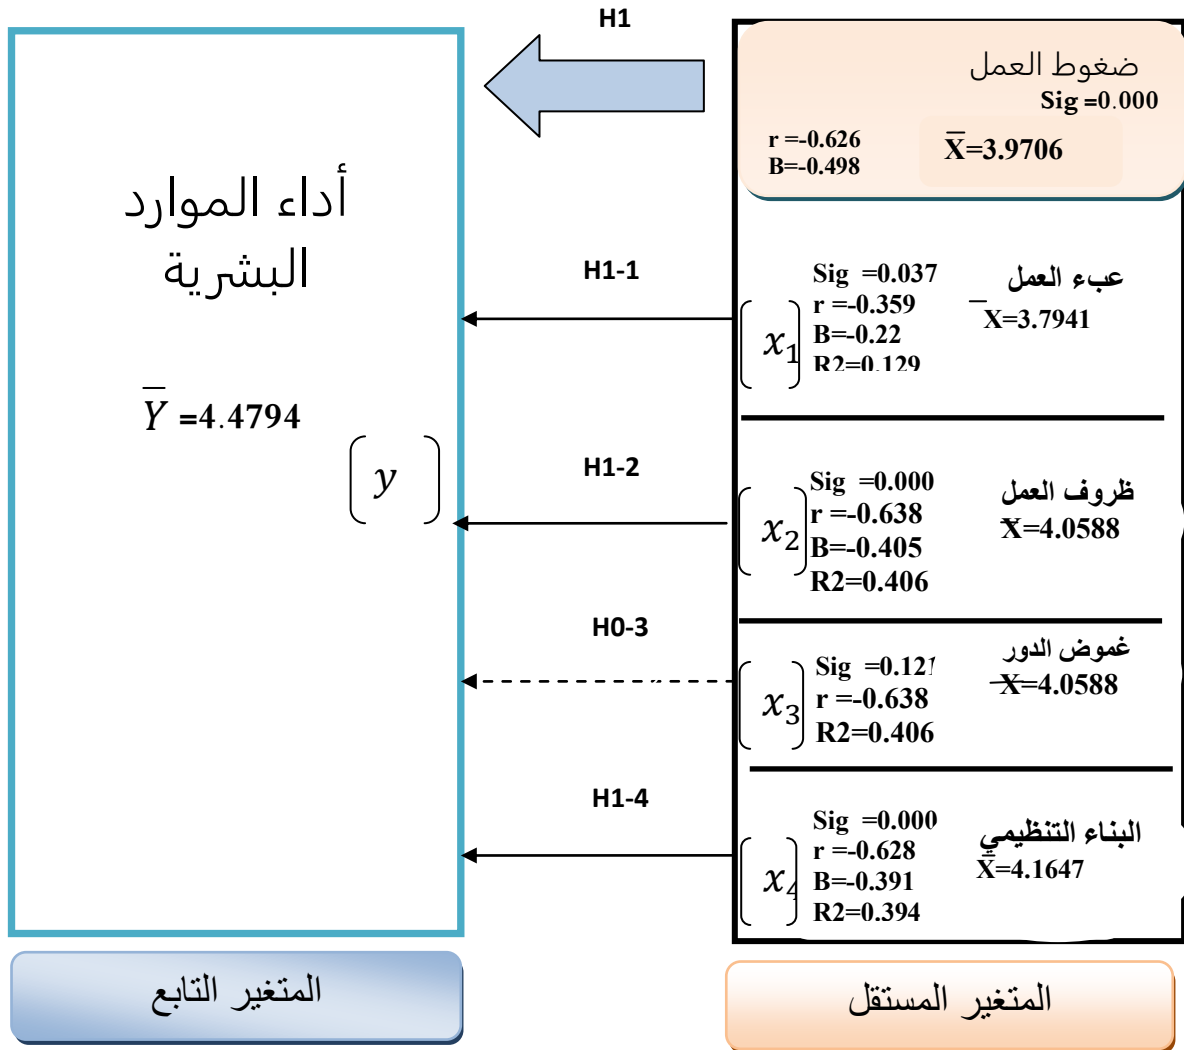 H1
ضغوط العمل
Sig =0.000
r =-0.626
B=-0.498
X̅=3.9706
أداء الموارد
البشرية
Y̅ =4.4794
(y)
H1-1
عبء العمل
X̅=3.7941
Sig =0.037
r =-0.359
B=-0.22
R2=0.129
(x₁)
H1-2
ظروف العمل
X̅=4.0588
Sig =0.000
r =-0.638
B=-0.405
R2=0.406
(x₂)
H0-3
غموض الدور
X̅=4.0588
Sig =0.121
r =-0.638
R2=0.406
(x₃)
H1-4
البناء التنظيمي
X̅=4.1647
Sig =0.000
r =-0.628
B=-0.391
R2=0.394
(x₄)
المتغير المستقل
المتغير التابع